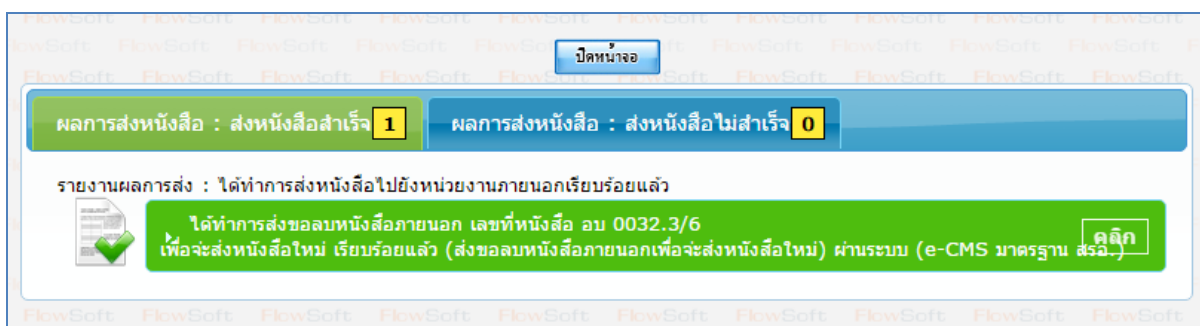 ปิดหน้าจอ
ผลการส่งหนังสือ : ส่งหนังสือสำเร็จ 1
ผลการส่งหนังสือ : ส่งหนังสือไม่สำเร็จ 0
รายงานผลการส่ง : ได้ทำการส่งหนังสือไปยังหน่วยงานภายนอกเรียบร้อยแล้ว
ได้ทำการส่งขอลบหนังสือภายนอก เลขที่หนังสือ อบ 0032.3/6
เพื่อจะส่งหนังสือใหม่ เรียบร้อยแล้ว (ส่งขอลบหนังสือภายนอกเพื่อจะส่งหนังสือใหม่) ผ่านระบบ (e-CMS มาตรฐาน สรอ.)
คลิก
FlowSoft FlowSoft FlowSoft FlowSoft FlowSoft FlowSoft FlowSoft FlowSoft FlowSoft FlowSoft